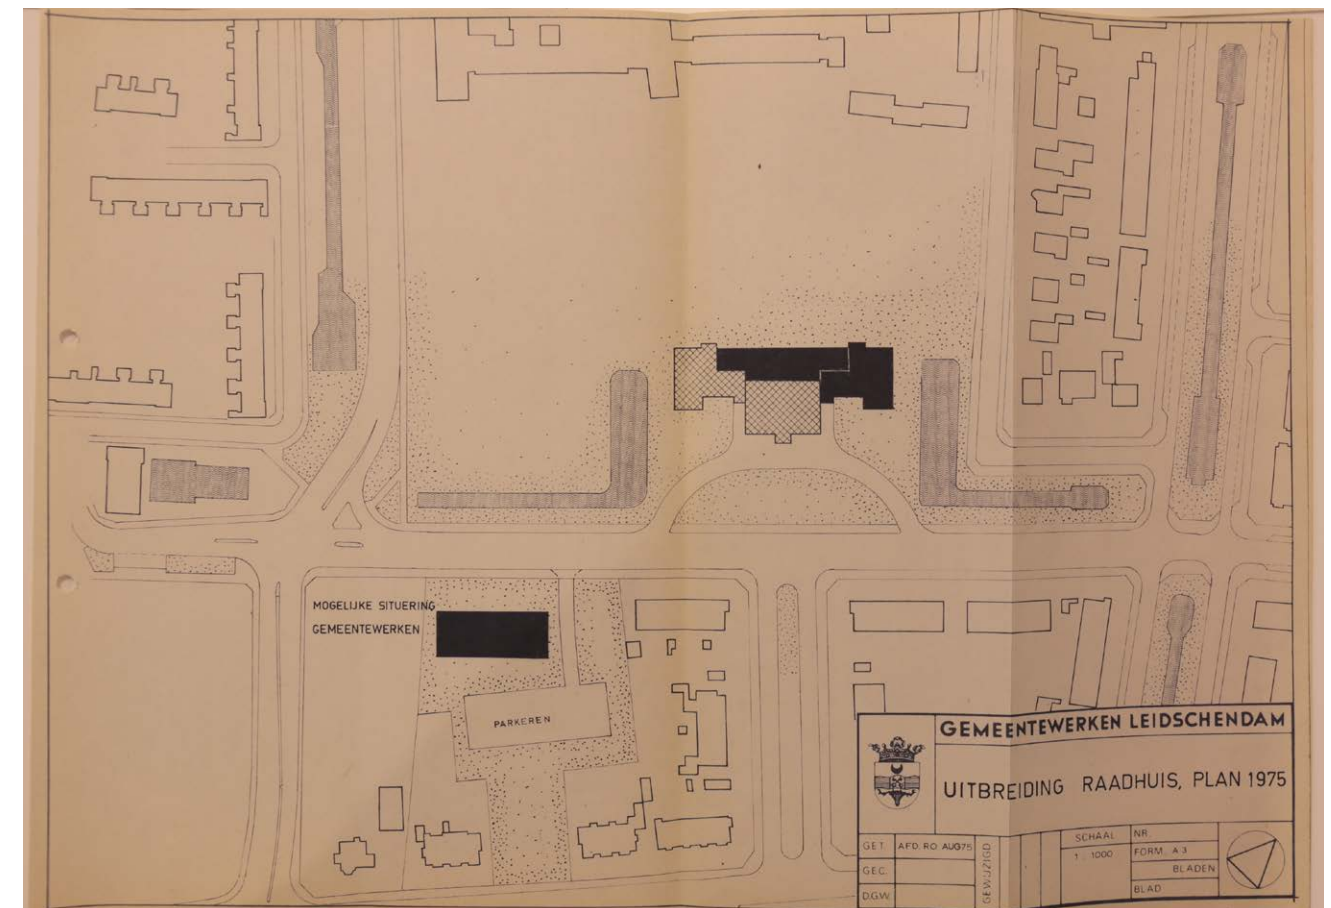 MOGELIJKE SITUERING
GEMEENTEWERKEN
PARKEREN
GEMEENTEWERKEN LEIDSCHENDAM
UITBREIDING RAADHUIS, PLAN 1975
GET. AFD. RO. AUG75
GEC.
D.G.W.
GEWIJZIGD
SCHAAL
1 : 1000
NR.
FORM. A 3
BLADEN
BLAD